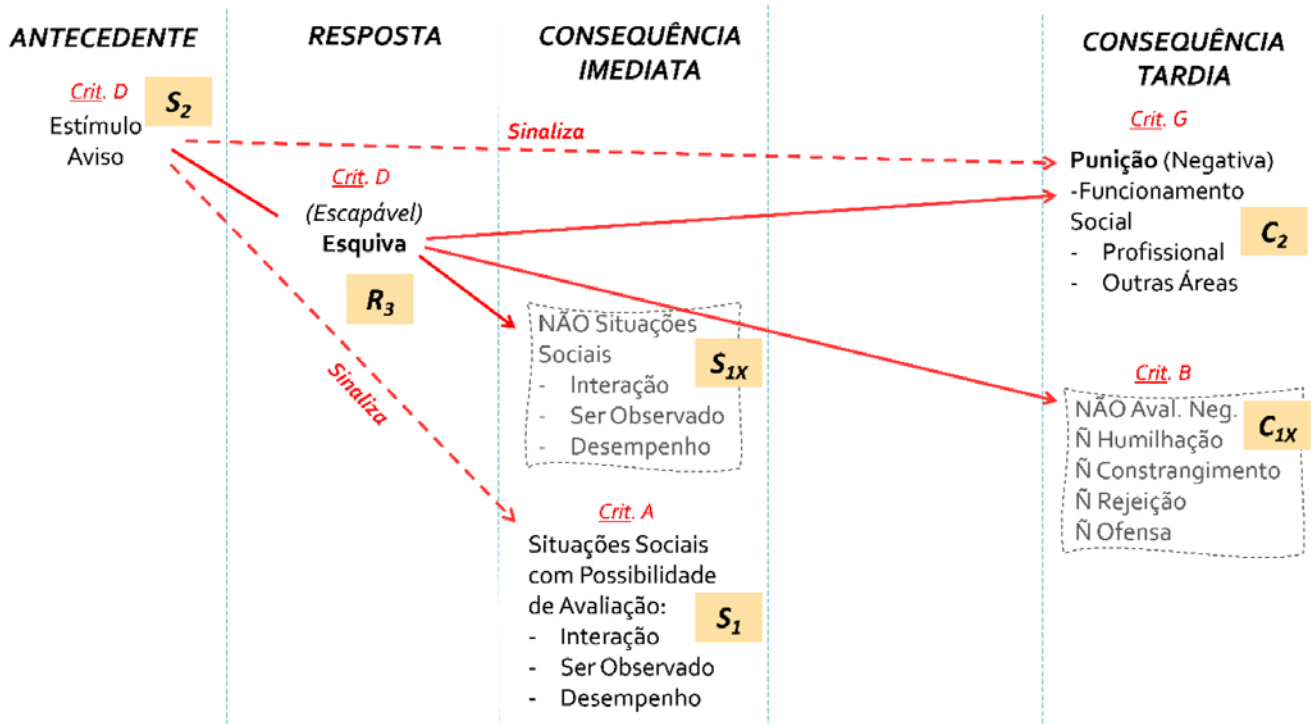 ANTECEDENTE
RESPOSTA
CONSEQUÊNCIA
IMEDIATA
CONSEQUÊNCIA
TARDIA
Crit. D
S2
Estímulo
Aviso
Sinaliza
Sinaliza
Crit. D
(Escapável)
Esquiva
R3
NÃO Situações
Sociais
- Interação
- Ser Observado
- Desempenho
S1X
Crit. A
Situações Sociais
com Possibilidade
de Avaliação:
- Interação
- Ser Observado
- Desempenho
S1
Crit. G
Punição (Negativa)
-Funcionamento
Social
- Profissional
- Outras Áreas
C2
Crit. B
NÃO Aval. Neg.
Ñ Humilhação
Ñ Constrangimento
Ñ Rejeição
Ñ Ofensa
C1X